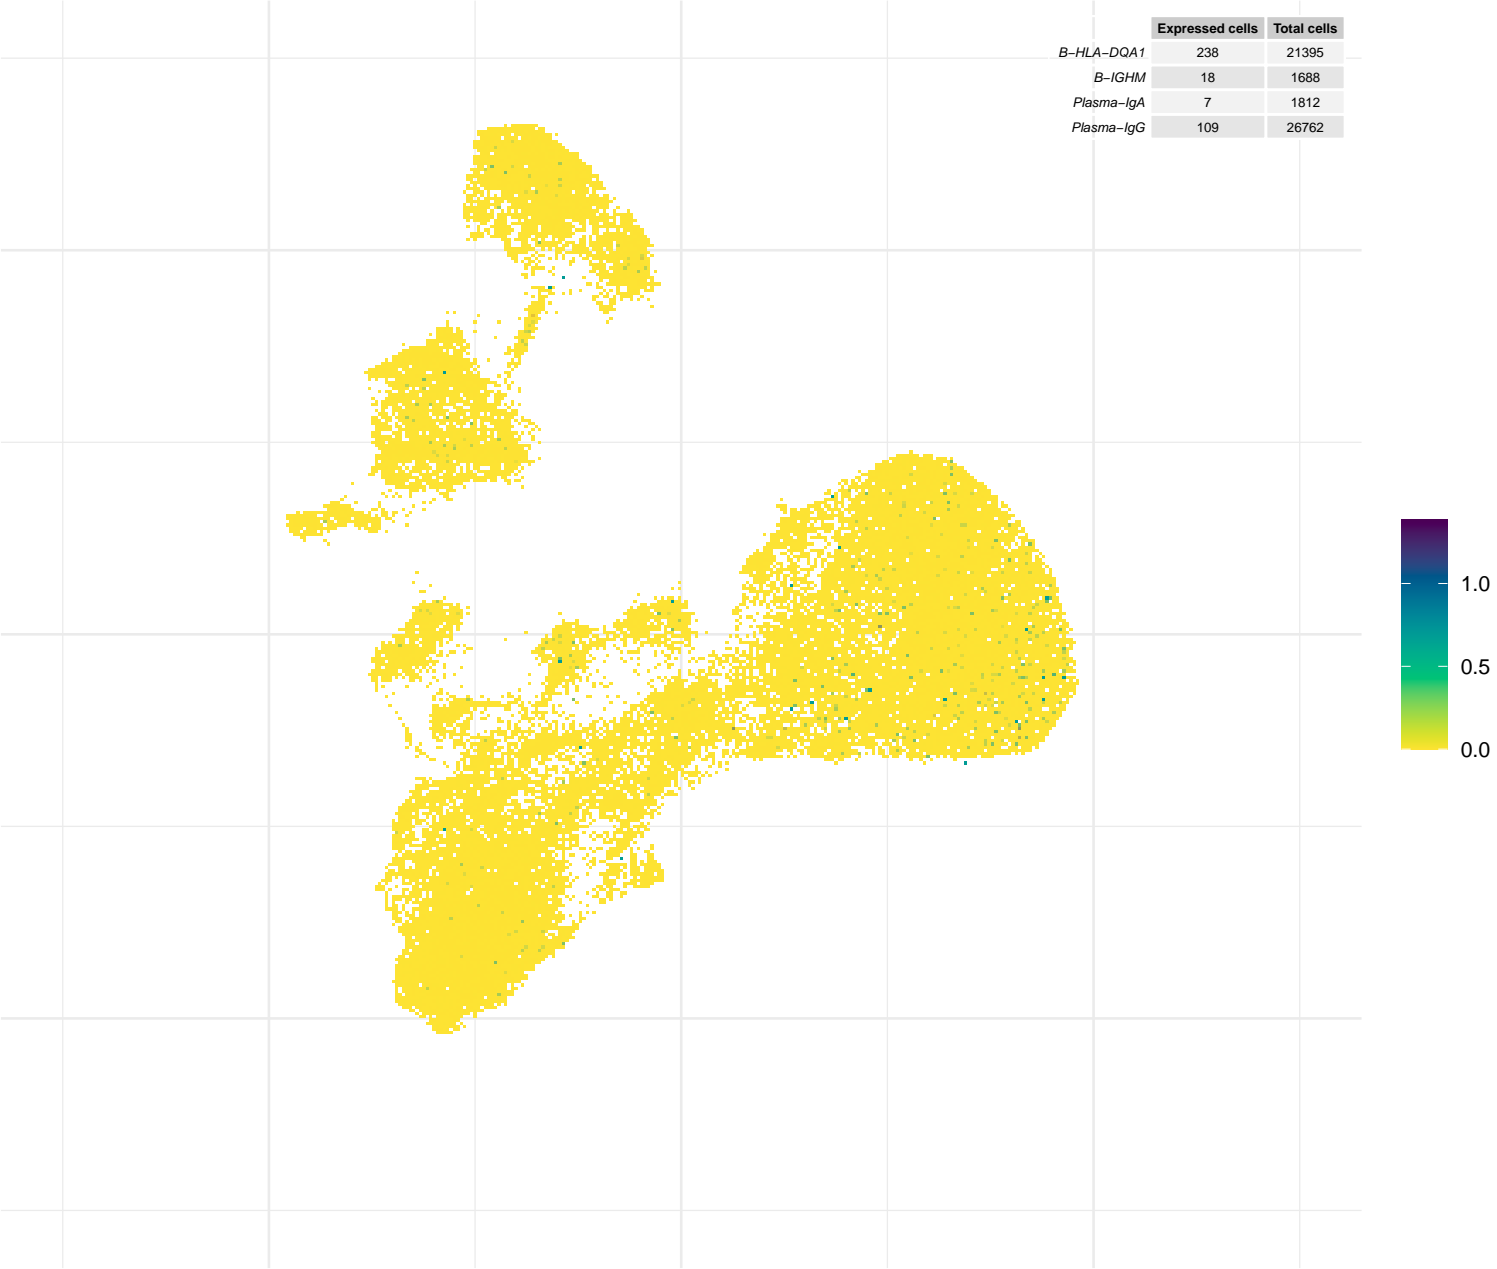 Expressed cells Total cells
B−HLA−DQA1 238 21395
B−IGHM 18 1688
Plasma−IgA 7 1812
Plasma−IgG 109 26762
1.0
0.5
0.0